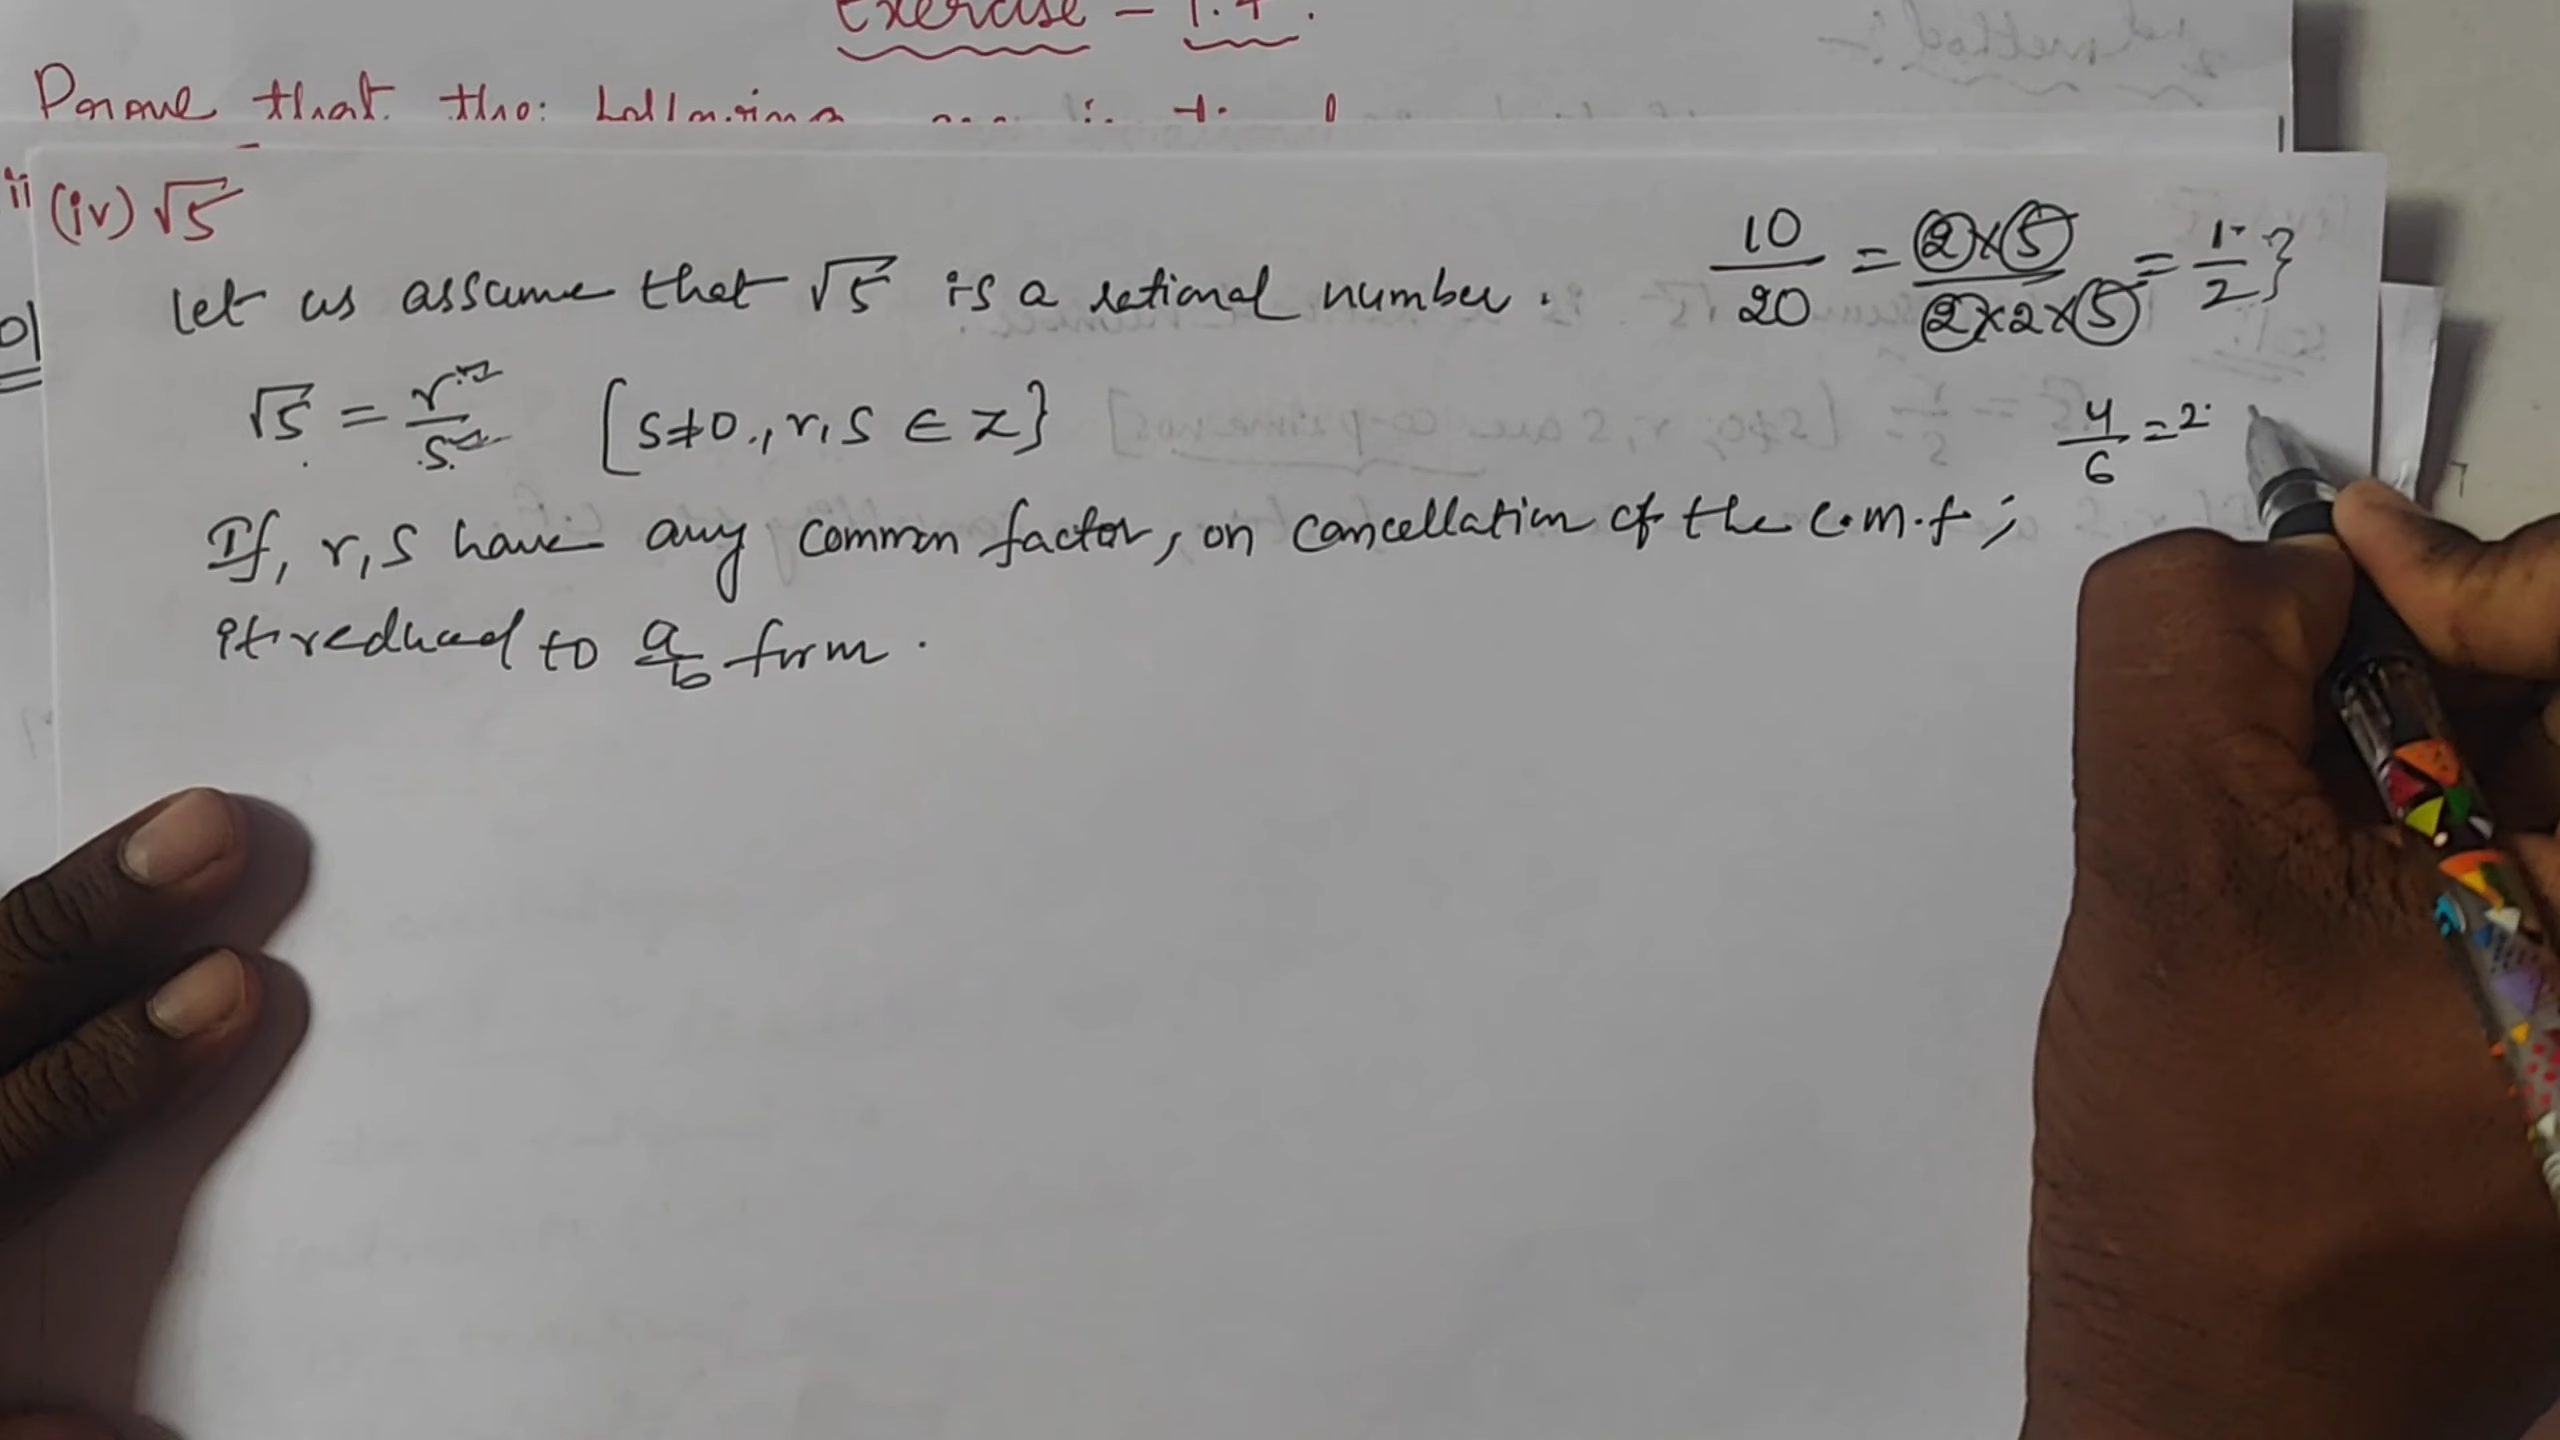 Exercise - 1.4.
Prove that the following
ii
(iv) √5
Let us assume that √5 is a rational number.
10/20 = 2×5/2×2×5 = 1/2}
√5 = r/s [s≠0, r,s ∈ z}
4/6 = 2
If, r,s have any common factor, on cancellation of the c.m.f;
it reduced to a/b form.